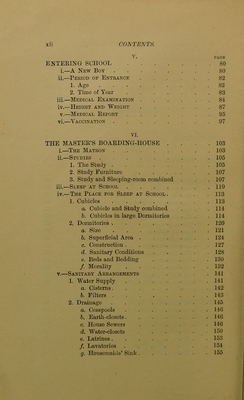 xii CONTENTS.
V. PAGE
ENTERING SCHOOL . . . . . 80
i.—A New Boy . . . . . 80
ii.—Period of Entrance . . . . . 82
1. Age . . . . . 82
2. Time of Year . . . . . 83
iii.—Medical Examination . . . . . 84
iv.—Height and Weight . . . . . 87
v.—Medical Report . . . . . 95
vi.—Vaccination . . . . . 97
VI.
THE MASTER'S BOARDING-HOUSE . . . . . 103
i.—The Matron . . . . . 103
ii.—Studies . . . . . 105
1. The Study . . . . . 105
2. Study Furniture . . . . . 107
3. Study and Sleeping-room combined . . . . . 107
iii.—Sleep at School . . . . . 110
iv.—The Place for Sleep at School . . . . . 113
1. Cubicles . . . . . 113
a. Cubicle and Study combined . . . . . 114
b. Cubicles in large Dormitories . . . . . 114
2. Dormitories . . . . . 120
a. Size . . . . . 121
b. Superficial Area . . . . . 124
c. Construction . . . . . 127
d. Sanitary Conditions . . . . . 128
e. Beds and Bedding . . . . . 130
f. Morality . . . . . 132
v.—Sanitary Arrangements . . . . . 141
1. Water Supply . . . . . 141
a. Cisterns . . . . . 142
b. Filters . . . . . 143
2. Drainage . . . . . 145
a. Cesspools . . . . . 146
b. Earth-closets . . . . . 146
c. House Sewers . . . . . 146
d. Water-closets . . . . . 150
e. Latrines . . . . . 153
f. Lavatories . . . . . 154
g. Housemaids' Sink . . . . . 155